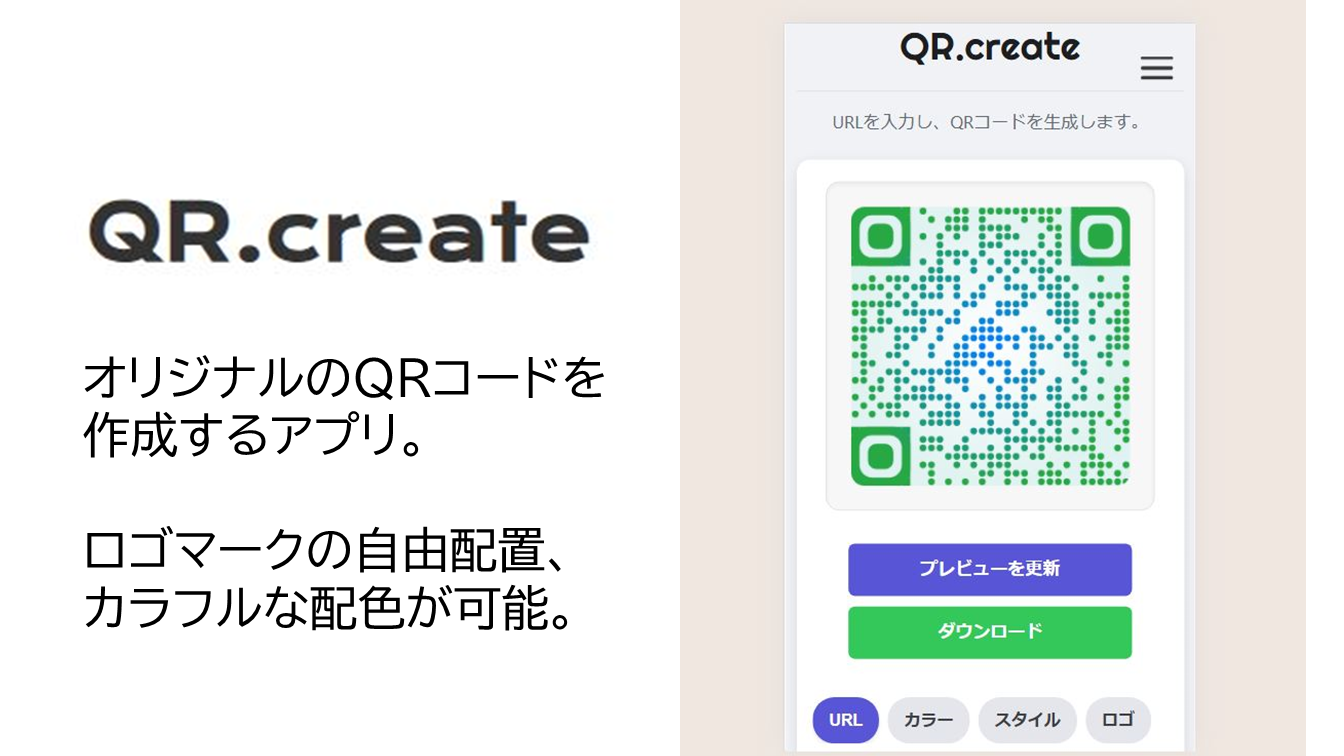 QR.create
オリジナルのQRコードを
作成するアプリ。
ロゴマークの自由配置、
カラフルな配色が可能。
QR.create
URLを入力し、QRコードを生成します。
プレビューを更新
ダウンロード
URL カラー スタイル ロゴ